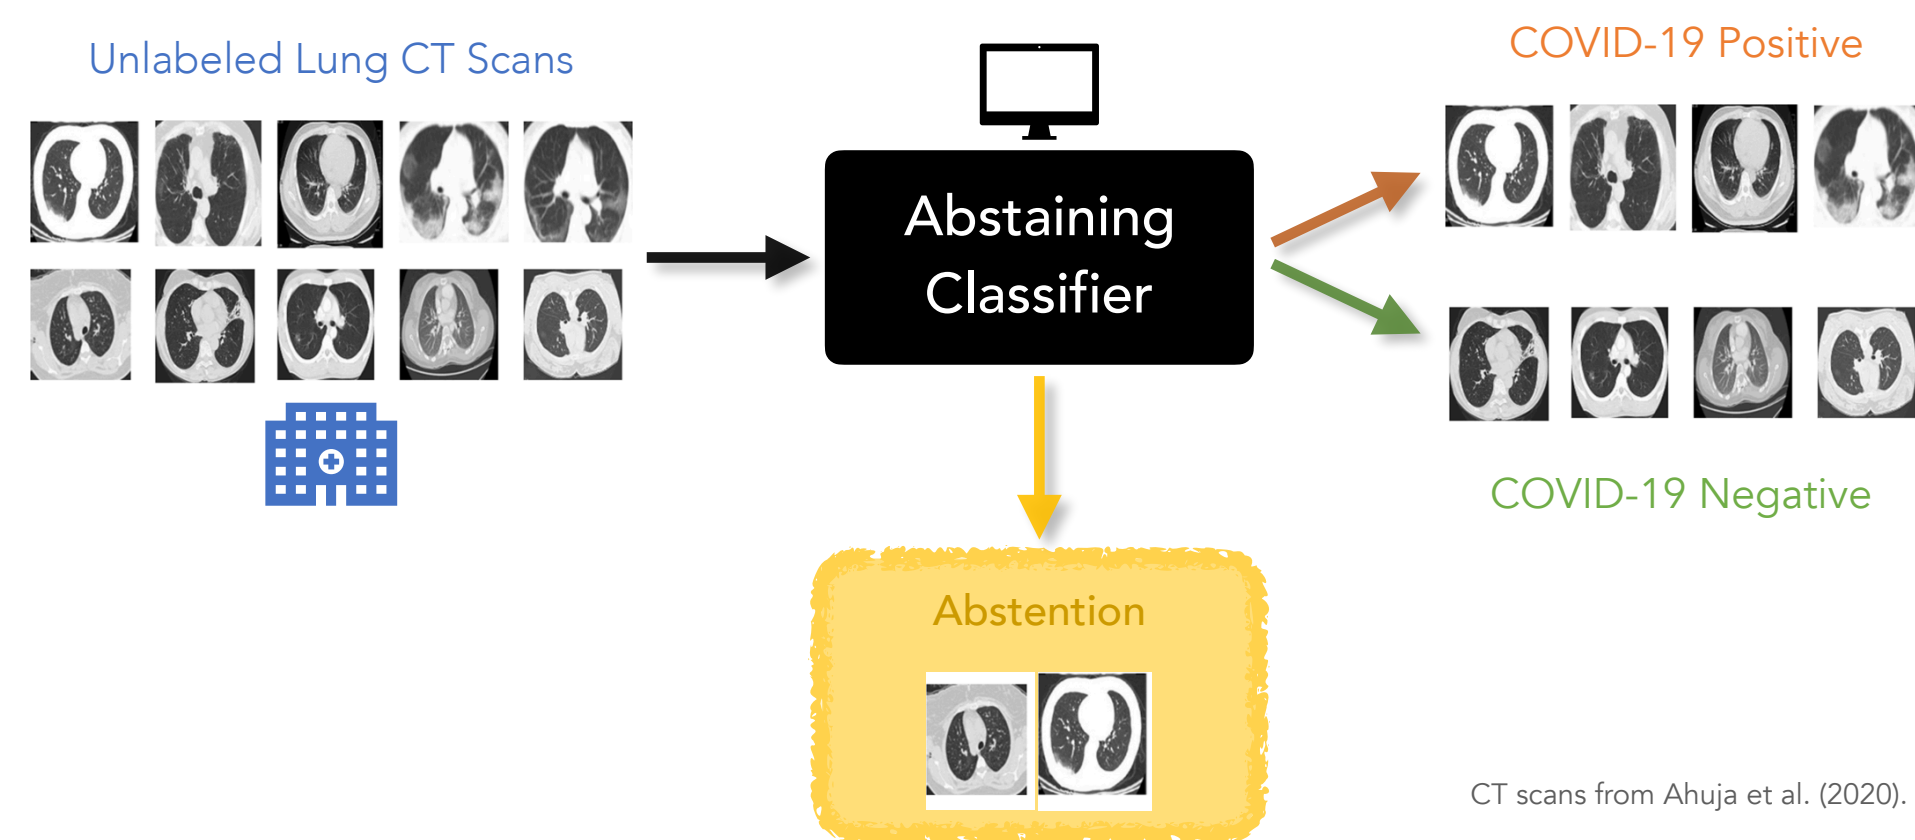 Unlabeled Lung CT Scans
Abstaining
Classifier
COVID-19 Positive
COVID-19 Negative
Abstention
CT scans from Ahuja et al. (2020).